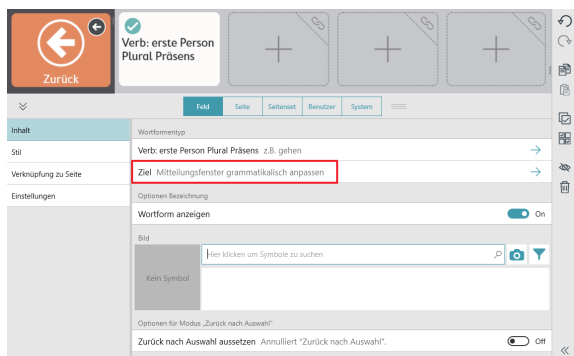 Zurück
Verb: erste Person
Plural Präsens
Feld Seite Seitenset Benutzer System
Inhalt
Stil
Verknüpfung zu Seite
Einstellungen
Wortformentyp
Verb: erste Person Plural Präsens z.B. gehen
Ziel Mitteilungsfenster grammatikalisch anpassen
Optionen Bezeichnung
Wortform anzeigen On
Bild
Kein Symbol
Hier klicken um Symbole zu suchen
Optionen für Modus „Zurück nach Auswahl"
Zurück nach Auswahl aussetzen Annulliert "Zurück nach Auswahl". Off